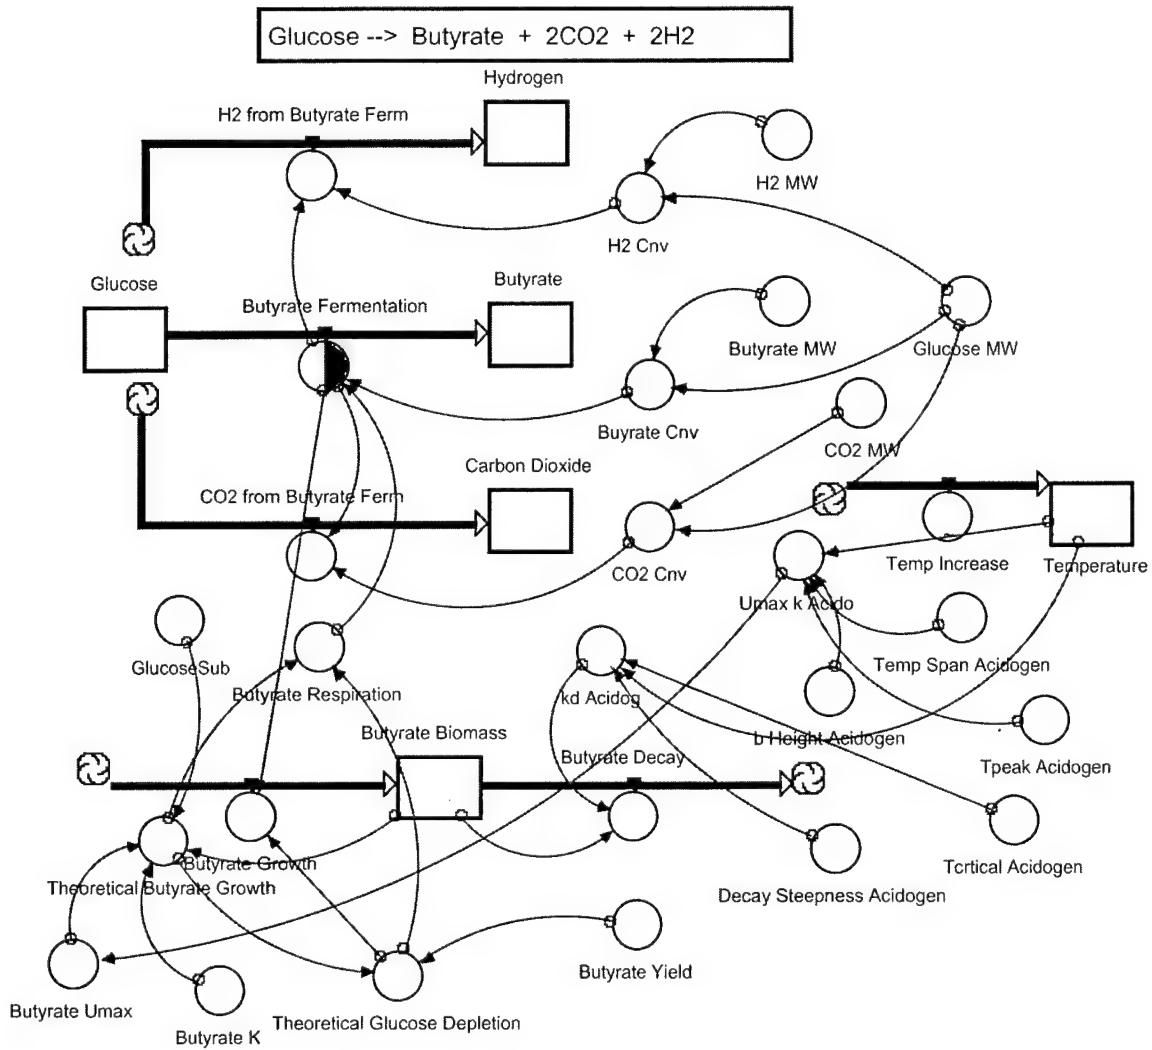 Glucose --> Butyrate + 2CO2 + 2H2
Hydrogen
H2 from Butyrate Ferm
H2 MW
H2 Cnv
Glucose
Butyrate Fermentation
Butyrate
Butyrate MW
Glucose MW
Buyrate Cnv
CO2 MW
Carbon Dioxide
CO2 from Butyrate Ferm
CO2 Cnv
Temp Increase
Temperature
Umax k Acido
GlucoseSub
Temp Span Acidogen
Butyrate Respiration
kd Acidog
Butyrate Biomass
b Height Acidogen
Butyrate Decay
Tpeak Acidogen
Butyrate Growth
Tcrtical Acidogen
Theoretical Butyrate Growth
Decay Steepness Acidogen
Butyrate Yield
Butyrate Umax
Theoretical Glucose Depletion
Butyrate K